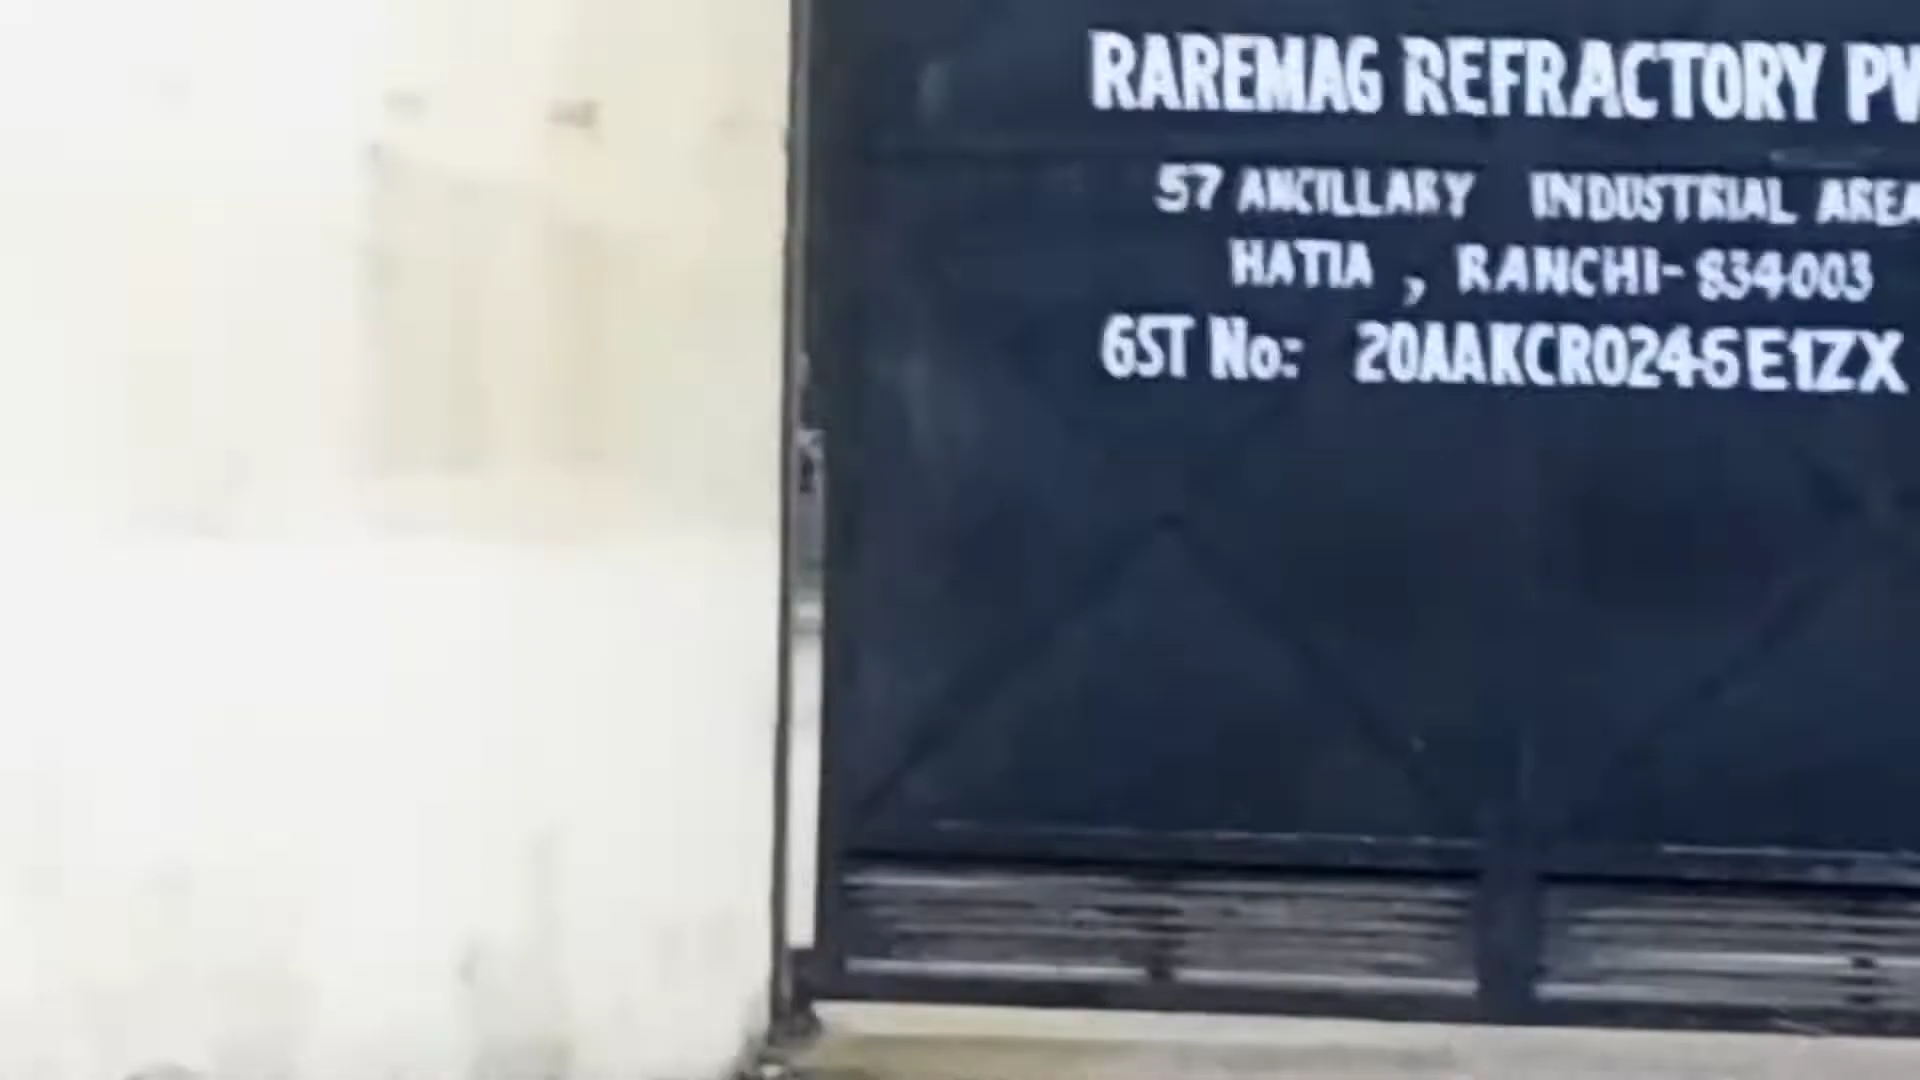 RAREMAG REFRACTORY PV
57 ANCILLARY INDUSTRIAL AREA
HATIA , RANCHI-834003
GST No: 20AAKCR0246E1ZX